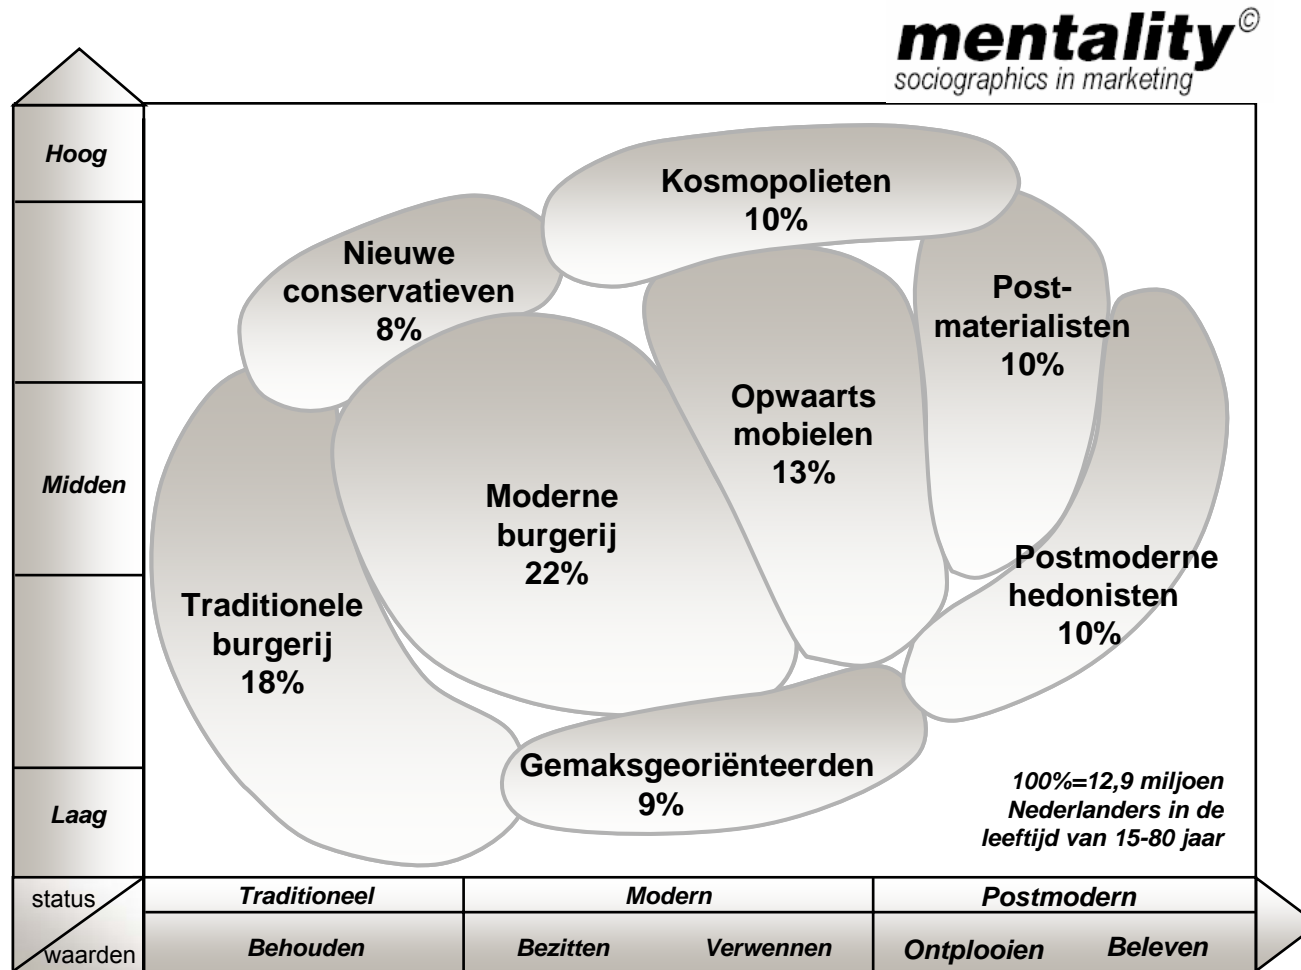 mentality©
sociographics in marketing
Hoog
Midden
Laag
Kosmopolieten
10%
Nieuwe
conservatieven
8%
Post-
materialisten
10%
Opwaarts
mobielen
13%
Moderne
burgerij
22%
Postmoderne
hedonisten
10%
Traditionele
burgerij
18%
Gemaksgeoriënteerden
9%
100%=12,9 miljoen
Nederlanders in de
leeftijd van 15-80 jaar
status
waarden
Traditioneel
Modern
Postmodern
Behouden
Bezitten
Verwennen
Ontplooien
Beleven